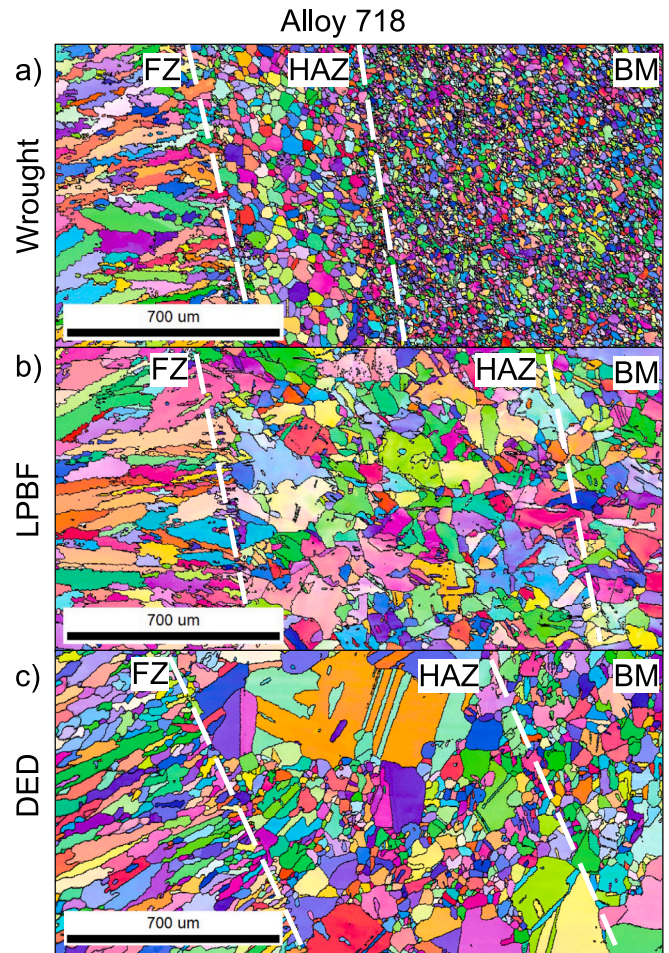 Alloy 718
a)
FZ
HAZ
BM
Wrought
700 um
b)
FZ
HAZ
BM
LPBF
700 um
c)
FZ
HAZ
BM
DED
700 um